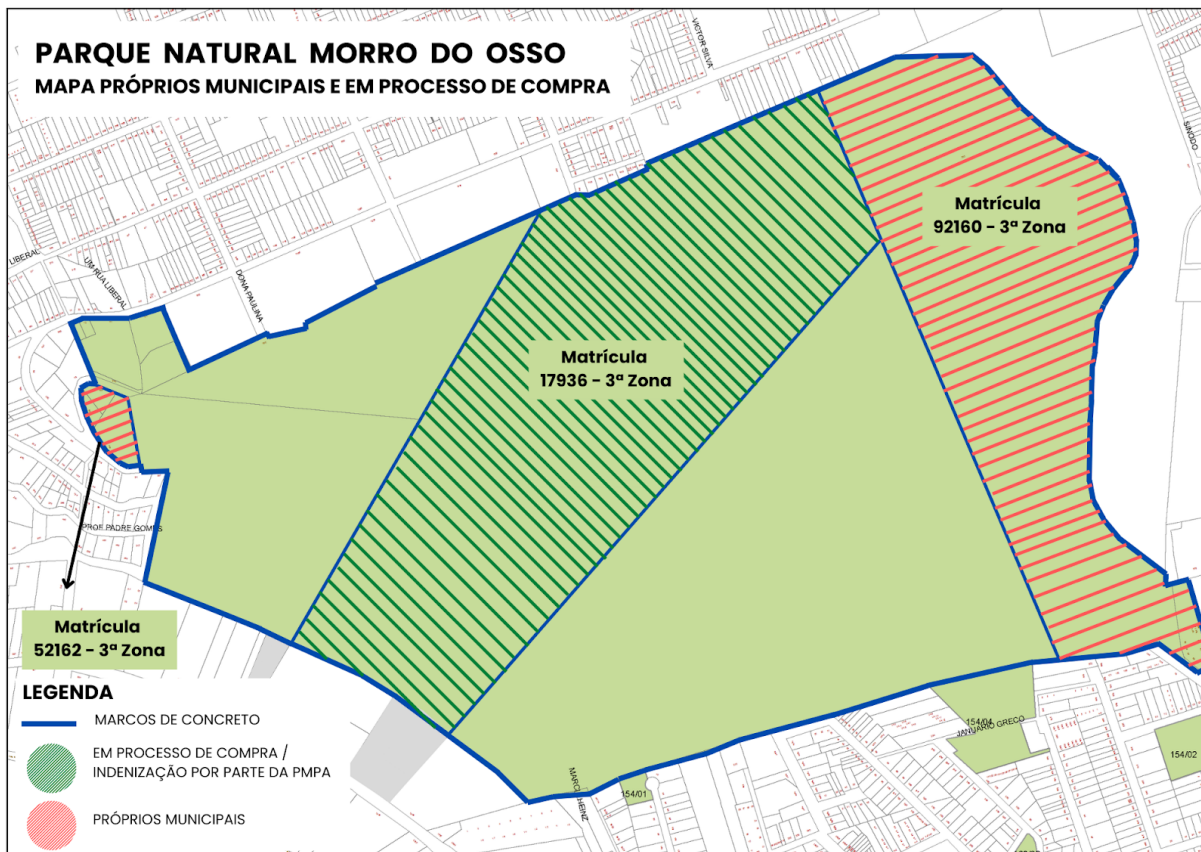 PARQUE NATURAL MORRO DO OSSO
MAPA PRÓPRIOS MUNICIPAIS E EM PROCESSO DE COMPRA
VICTOR SILVA
SINODO
Matrícula
92160 - 3ª Zona
LIBERAL
UM RUA LIBERAL
DONA PAULINA
Matrícula
17936 - 3ª Zona
PROF PADRE GOMES
Matrícula
52162 - 3ª Zona
LEGENDA
MARCOS DE CONCRETO
EM PROCESSO DE COMPRA /
INDENIZAÇÃO POR PARTE DA PMPA
PRÓPRIOS MUNICIPAIS
154/04
JANUARIO GRECO
154/02
154/01